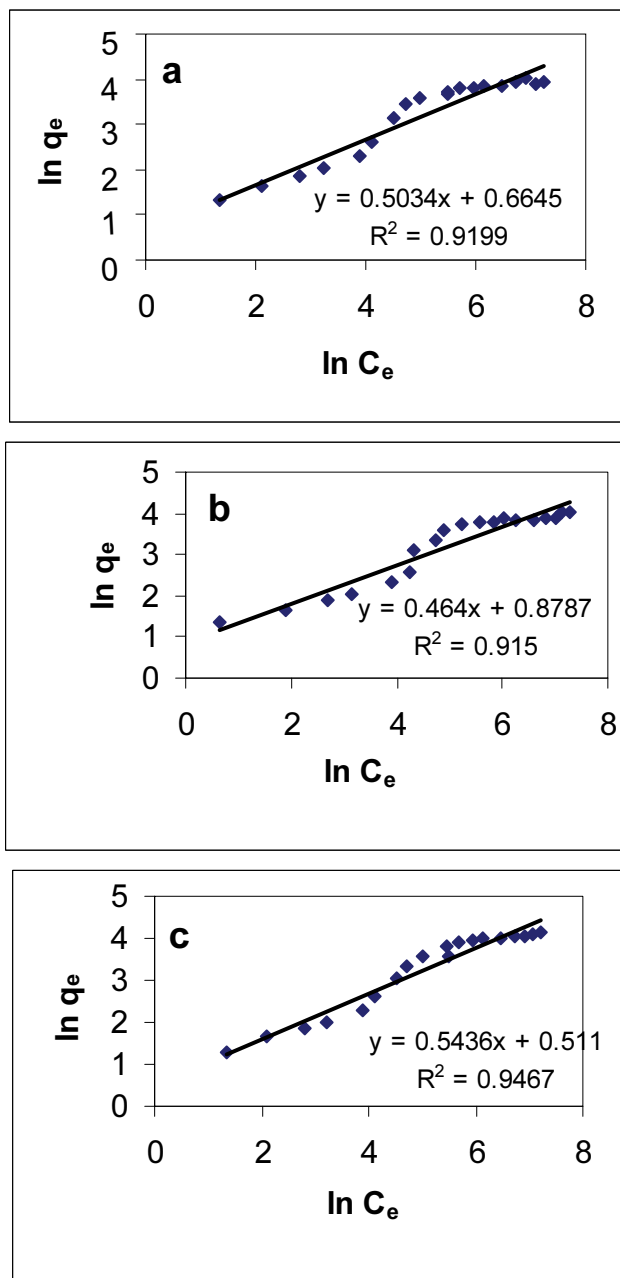 a
5
4
3
2
1
0
ln qₑ
y = 0.5034x + 0.6645
R² = 0.9199
0 2 4 6 8
ln Cₑ
b
5
4
3
2
1
0
ln qₑ
y = 0.464x + 0.8787
R² = 0.915
0 2 4 6 8
ln Cₑ
c
5
4
3
2
1
0
ln qₑ
y = 0.5436x + 0.511
R² = 0.9467
0 2 4 6 8
ln Cₑ